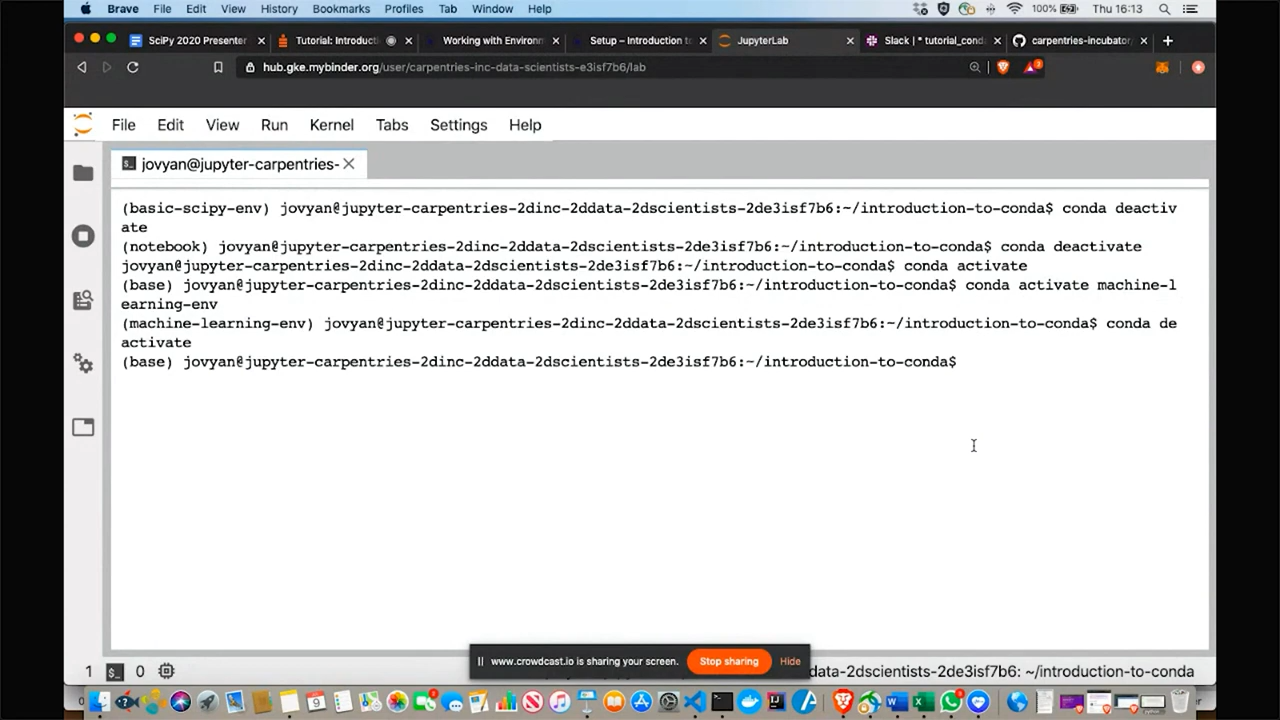 Brave File Edit View History Bookmarks Profiles Tab Window Help 100% Thu 16:13
SciPy 2020 Presenter Tutorial: Introducti Working with Environm Setup – Introduction to JupyterLab Slack | * tutorial_cond carpentries-incubator
hub.gke.mybinder.org/user/carpentries-inc-data-scientists-e3isf7b6/lab
File Edit View Run Kernel Tabs Settings Help
jovyan@jupyter-carpentries-
(basic-scipy-env) jovyan@jupyter-carpentries-2dinc-2ddata-2dscientists-2de3isf7b6:~/introduction-to-conda$ conda deactiv
ate
(notebook) jovyan@jupyter-carpentries-2dinc-2ddata-2dscientists-2de3isf7b6:~/introduction-to-conda$ conda deactivate
jovyan@jupyter-carpentries-2dinc-2ddata-2dscientists-2de3isf7b6:~/introduction-to-conda$ conda activate
(base) jovyan@jupyter-carpentries-2dinc-2ddata-2dscientists-2de3isf7b6:~/introduction-to-conda$ conda activate machine-l
earning-env
(machine-learning-env) jovyan@jupyter-carpentries-2dinc-2ddata-2dscientists-2de3isf7b6:~/introduction-to-conda$ conda de
activate
(base) jovyan@jupyter-carpentries-2dinc-2ddata-2dscientists-2de3isf7b6:~/introduction-to-conda$
www.crowdcast.io is sharing your screen. Stop sharing Hide
1 0 data-2dscientists-2de3isf7b6: ~/introduction-to-conda